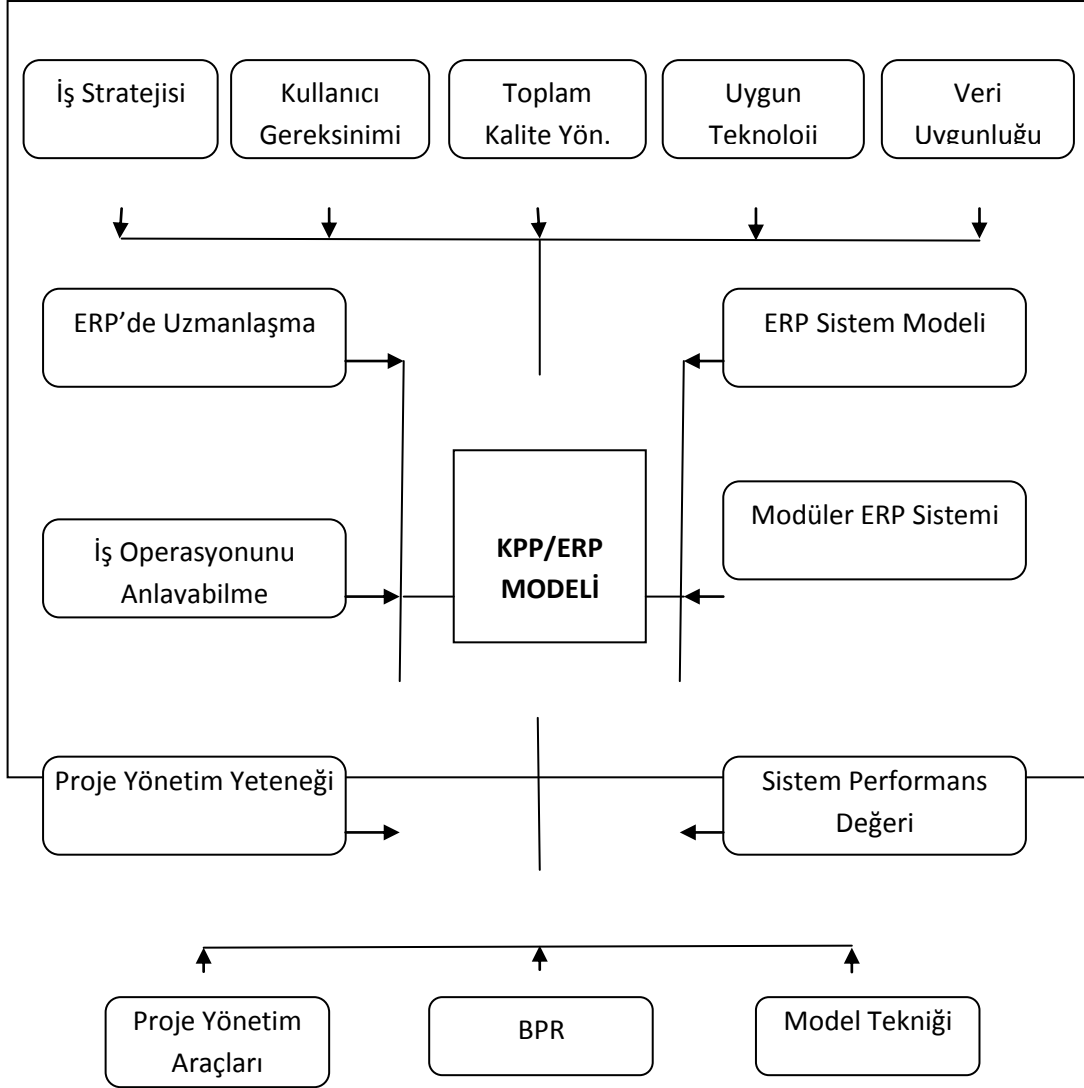 İş Stratejisi
Kullanıcı
Gereksinimi
Toplam
Kalite Yön.
Uygun
Teknoloji
Veri
Uygunluğu
ERP’de Uzmanlaşma
ERP Sistem Modeli
İş Operasyonunu
Anlayabilme
KPP/ERP
MODELİ
Modüler ERP Sistemi
Proje Yönetim Yeteneği
Sistem Performans
Değeri
Proje Yönetim
Araçları
BPR
Model Tekniği